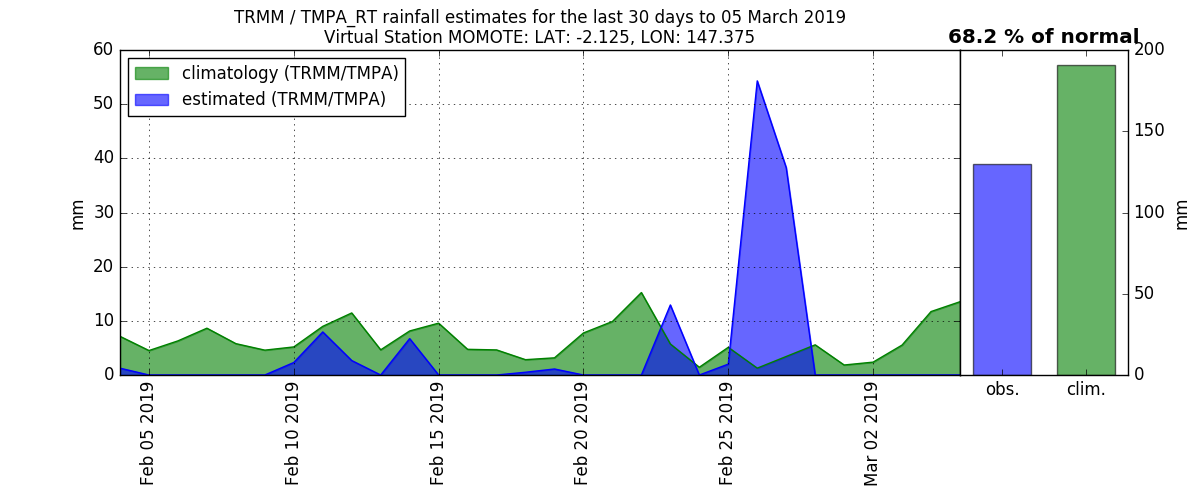 TRMM / TMPA_RT rainfall estimates for the last 30 days to 05 March 2019
Virtual Station MOMOTE: LAT: -2.125, LON: 147.375
68.2 % of normal
climatology (TRMM/TMPA)
estimated (TRMM/TMPA)
60
50
40
30
20
10
0
mm
Feb 05 2019
Feb 10 2019
Feb 15 2019
Feb 20 2019
Feb 25 2019
Mar 02 2019
obs.
clim.
200
150
100
50
0
mm